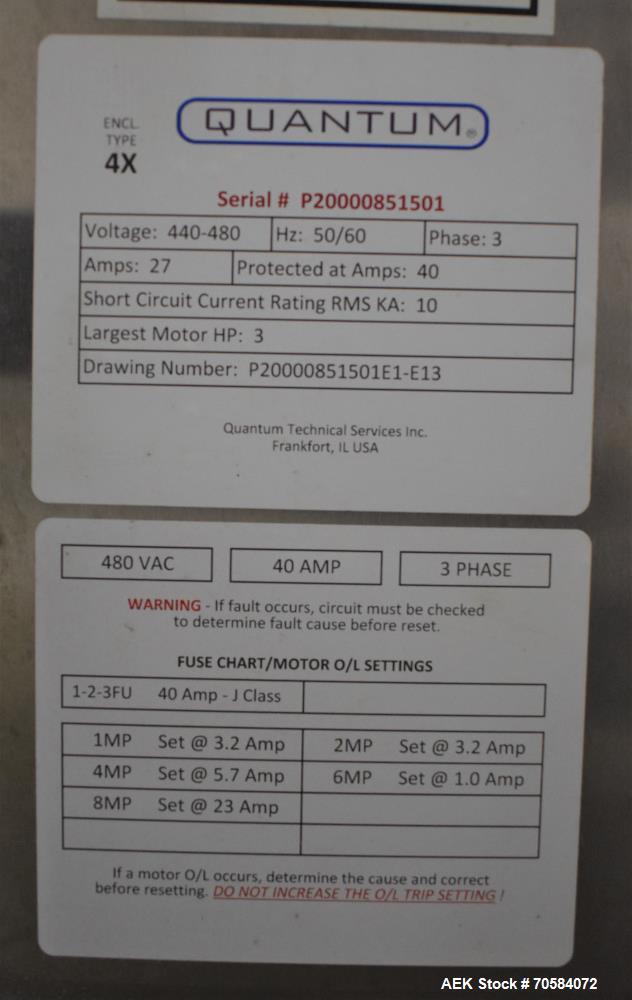 ENCL.
TYPE
4X
QUANTUM®
Serial # P20000851501
Voltage: 440-480 Hz: 50/60 Phase: 3
Amps: 27 Protected at Amps: 40
Short Circuit Current Rating RMS KA: 10
Largest Motor HP: 3
Drawing Number: P20000851501E1-E13
Quantum Technical Services Inc.
Frankfort, IL USA
480 VAC 40 AMP 3 PHASE
WARNING - If fault occurs, circuit must be checked
to determine fault cause before reset.
FUSE CHART/MOTOR O/L SETTINGS
1-2-3FU 40 Amp - J Class
1MP Set @ 3.2 Amp 2MP Set @ 3.2 Amp
4MP Set @ 5.7 Amp 6MP Set @ 1.0 Amp
8MP Set @ 23 Amp
If a motor O/L occurs, determine the cause and correct
before resetting. DO NOT INCREASE THE O/L TRIP SETTING !
AEK Stock # 70584072